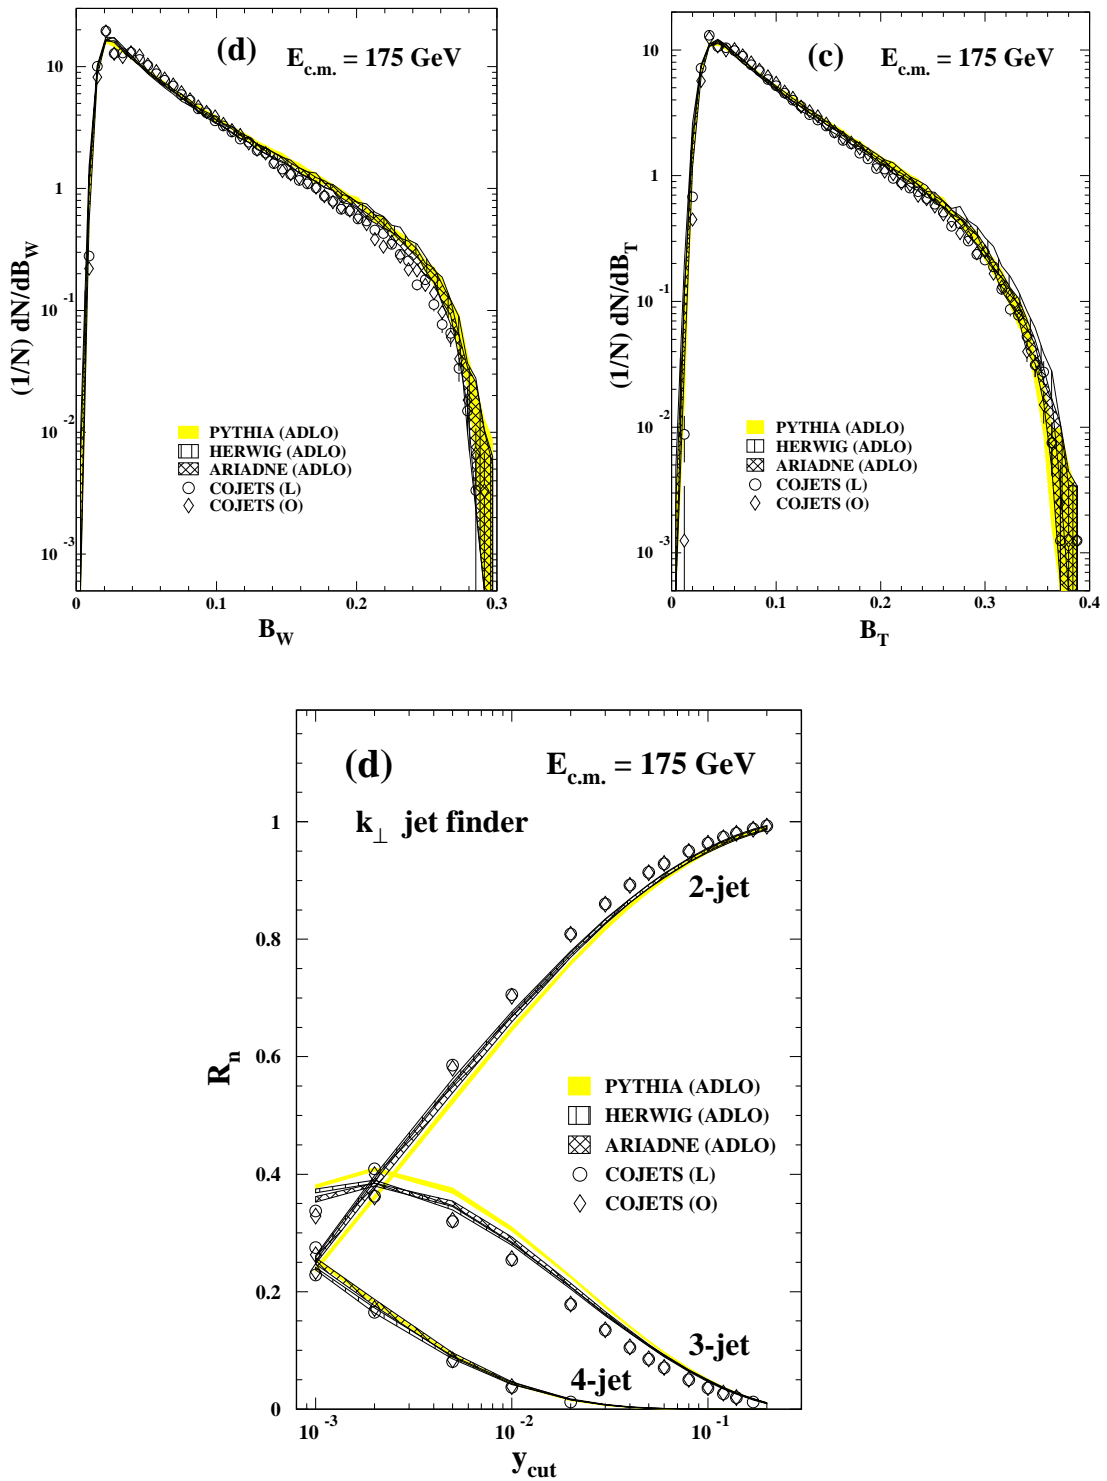 (d) E_c.m. = 175 GeV
(1/N) dN/dB_W
10
1
10^-1
10^-2
10^-3
PYTHIA (ADLO)
HERWIG (ADLO)
ARIADNE (ADLO)
COJETS (L)
COJETS (O)
0 0.1 0.2 0.3
B_W
(c) E_c.m. = 175 GeV
(1/N) dN/dB_T
10
1
10^-1
10^-2
10^-3
PYTHIA (ADLO)
HERWIG (ADLO)
ARIADNE (ADLO)
COJETS (L)
COJETS (O)
0 0.1 0.2 0.3 0.4
B_T
(d) E_c.m. = 175 GeV
k_⊥ jet finder
R_n
1
0.8
0.6
0.4
0.2
0
2-jet
PYTHIA (ADLO)
HERWIG (ADLO)
ARIADNE (ADLO)
COJETS (L)
COJETS (O)
3-jet
4-jet
10^-3 10^-2 10^-1
y_cut